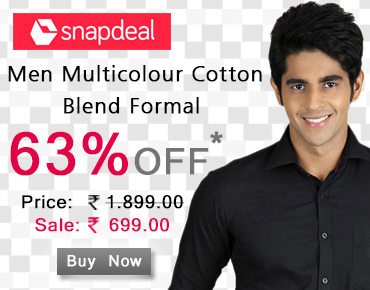 snapdeal
Men Multicolour Cotton
Blend Formal
63% OFF*
Price: ₹ 1.899.00
Sale: ₹ 699.00
Buy Now